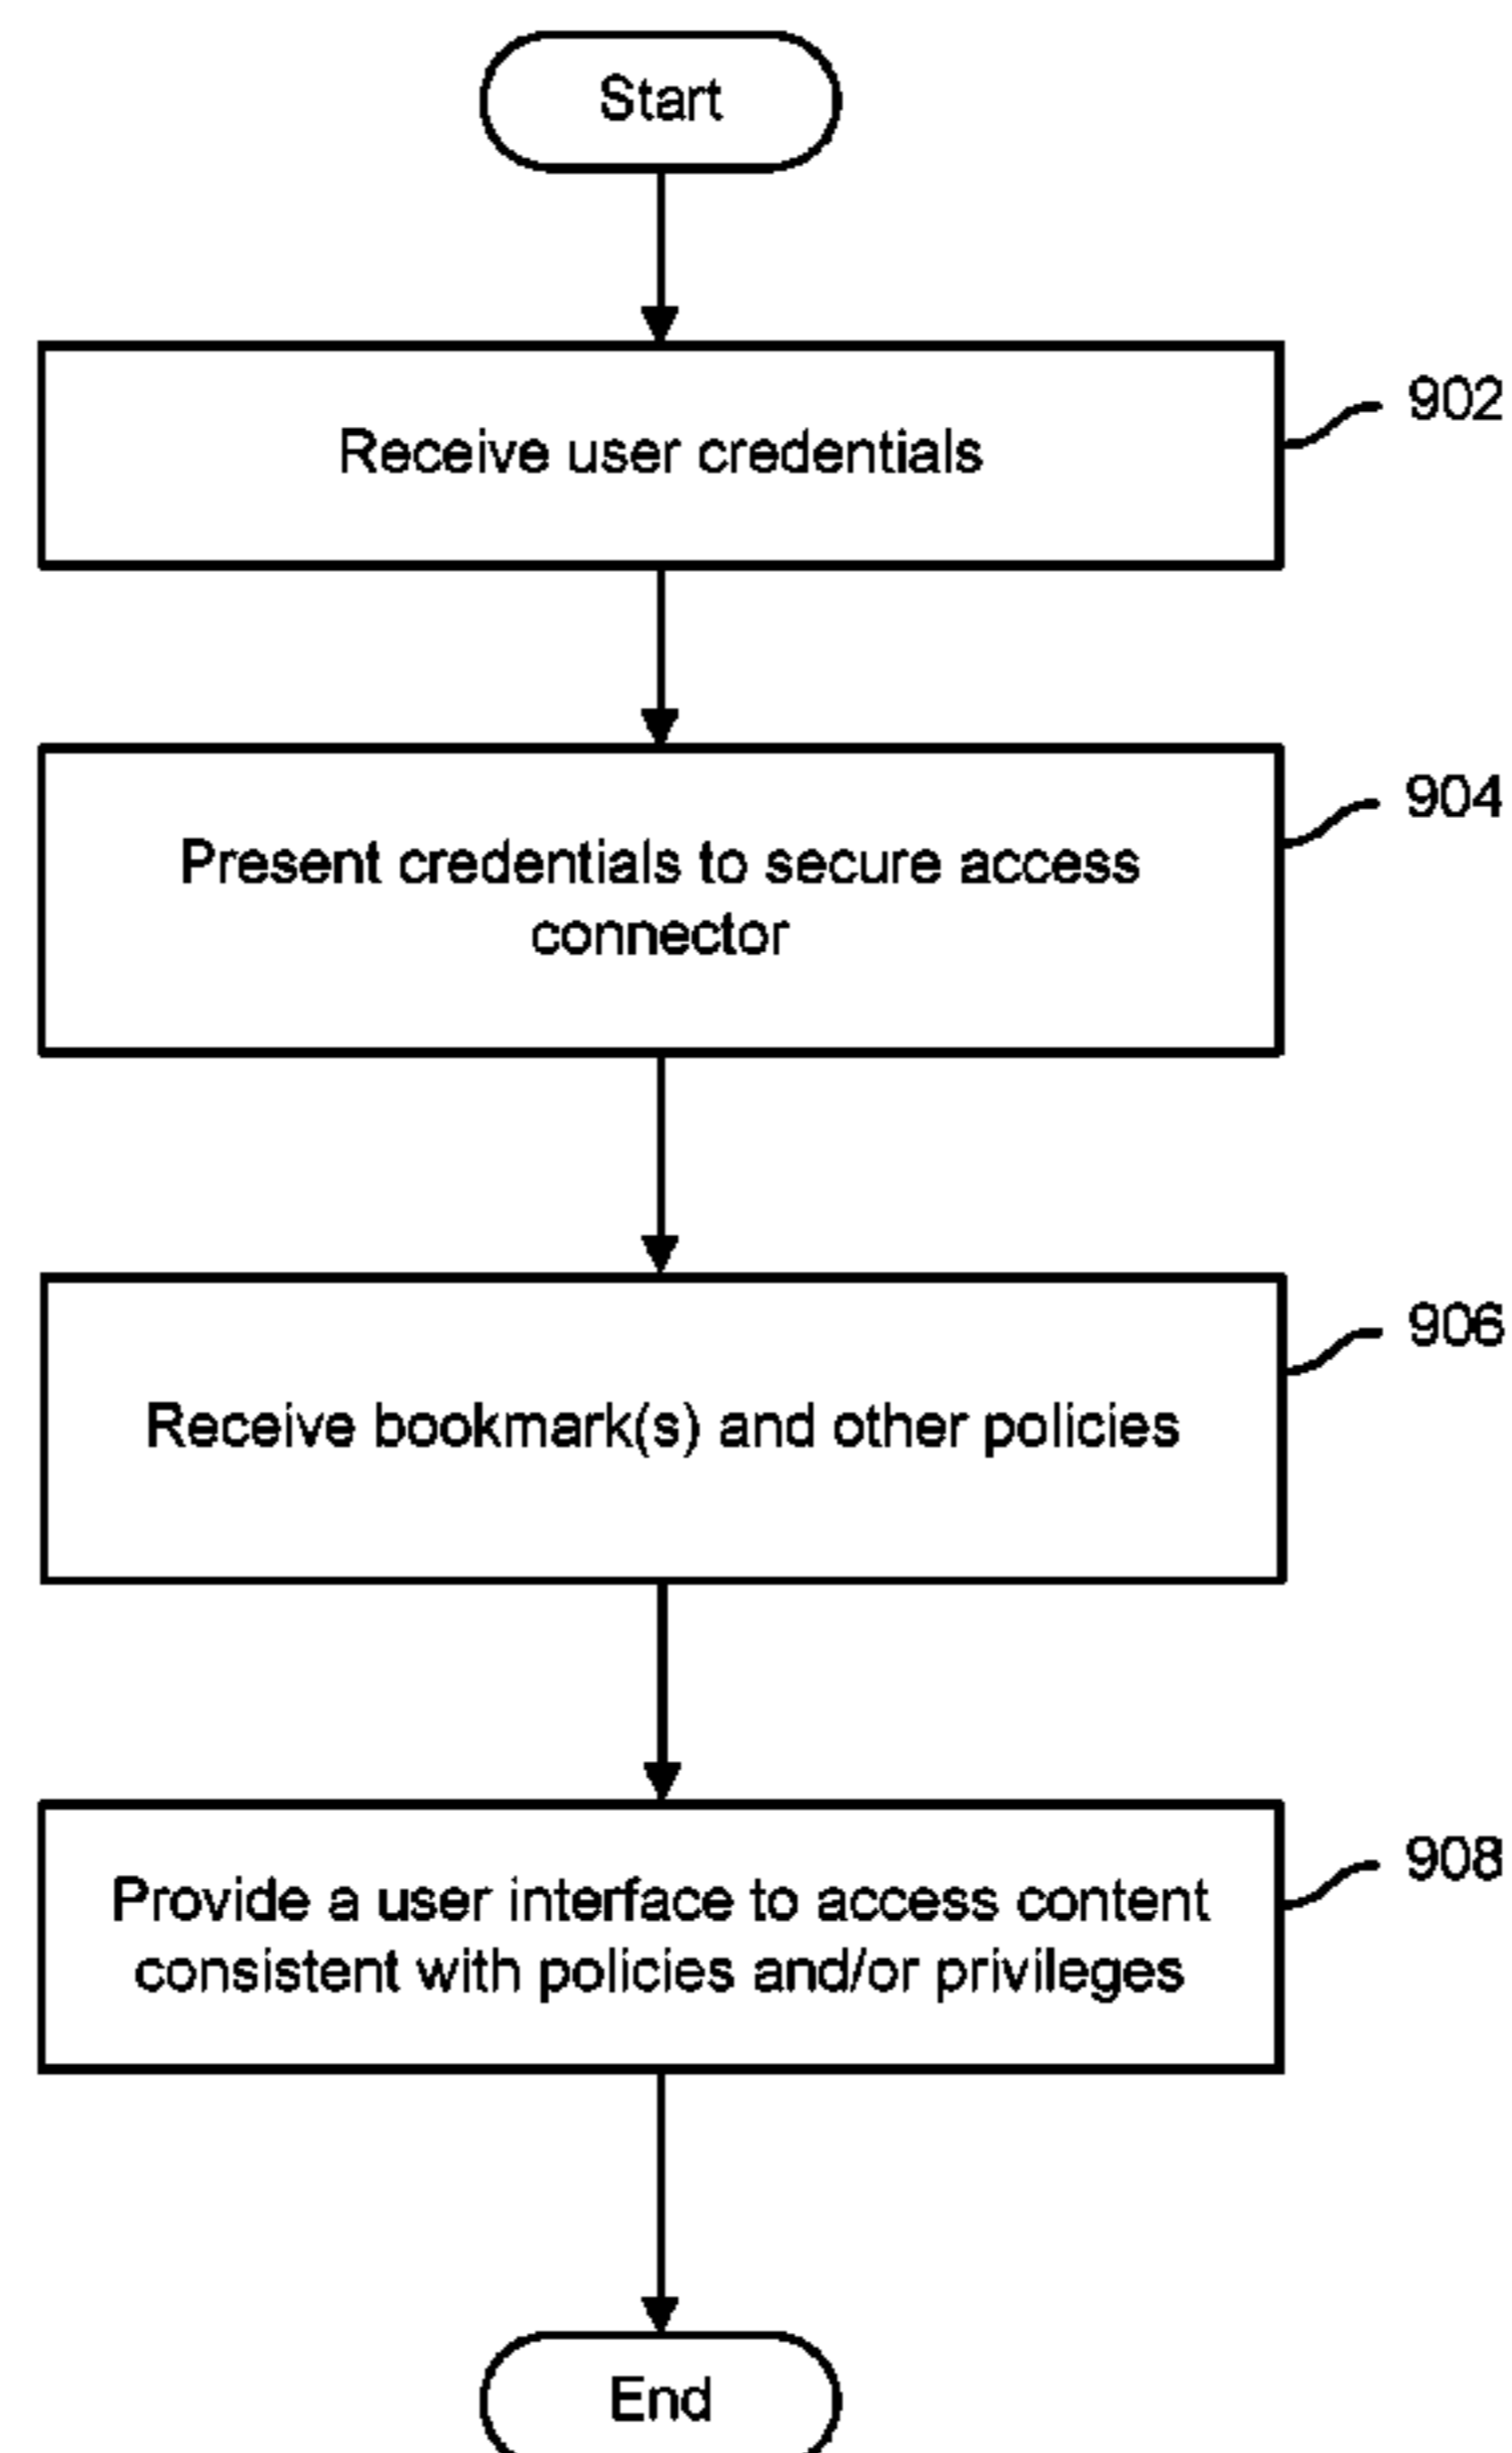 Start
Receive user credentials
902
Present credentials to secure access
connector
904
Receive bookmark(s) and other policies
906
Provide a user interface to access content
consistent with policies and/or privileges
908
End